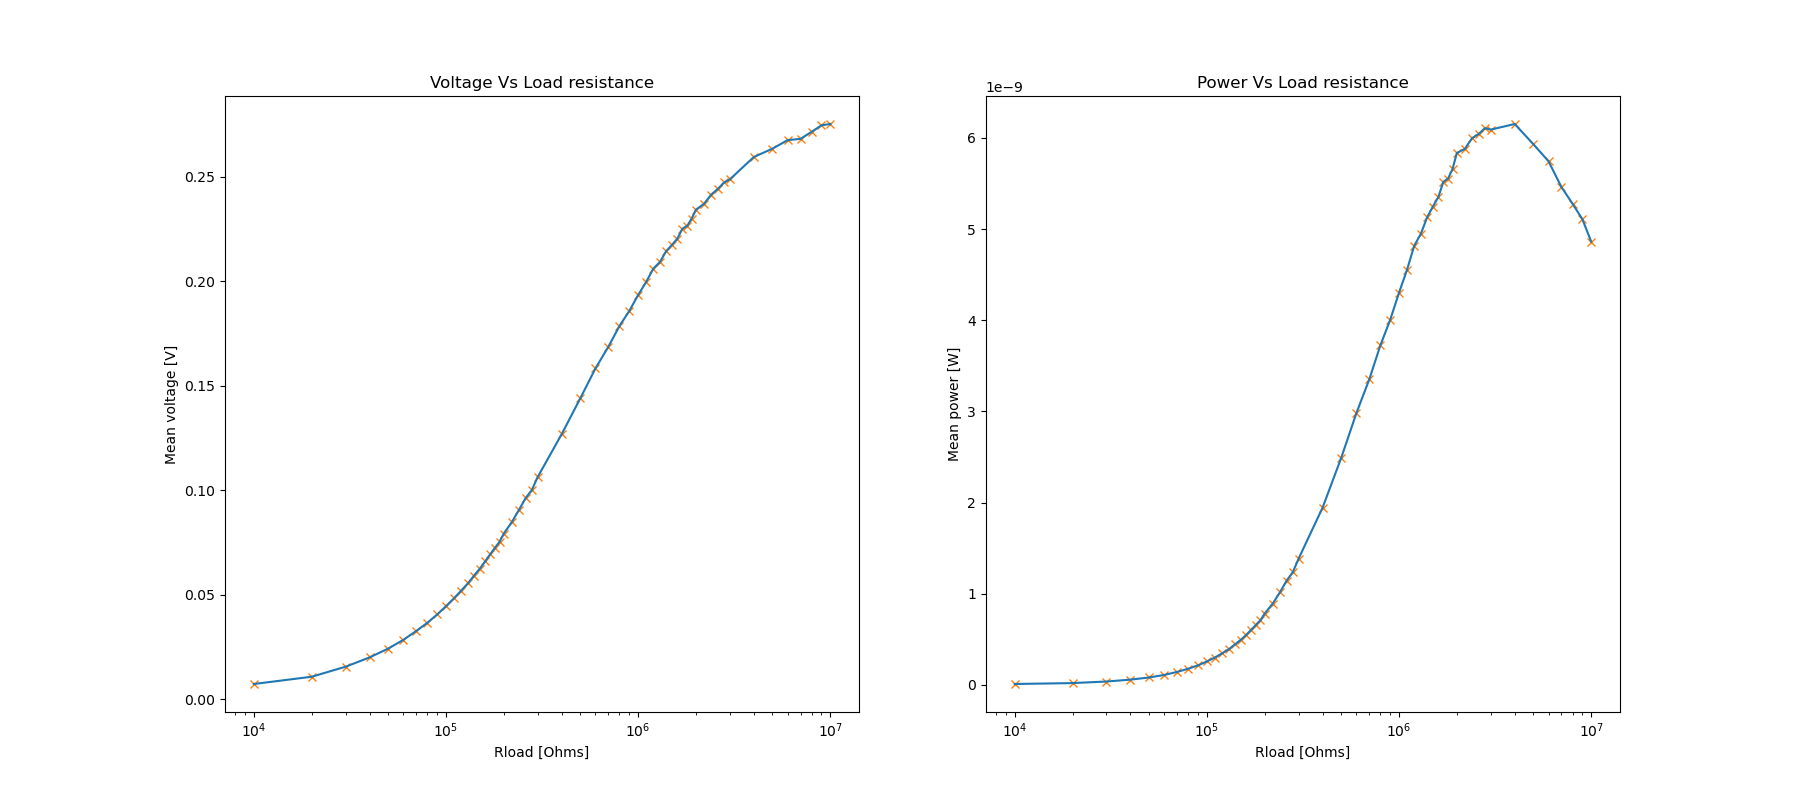 Voltage Vs Load resistance
Mean voltage [V]
0.25
0.20
0.15
0.10
0.05
0.00
10⁴ 10⁵ 10⁶ 10⁷
Rload [Ohms]
Power Vs Load resistance
1e−9
Mean power [W]
6
5
4
3
2
1
0
10⁴ 10⁵ 10⁶ 10⁷
Rload [Ohms]